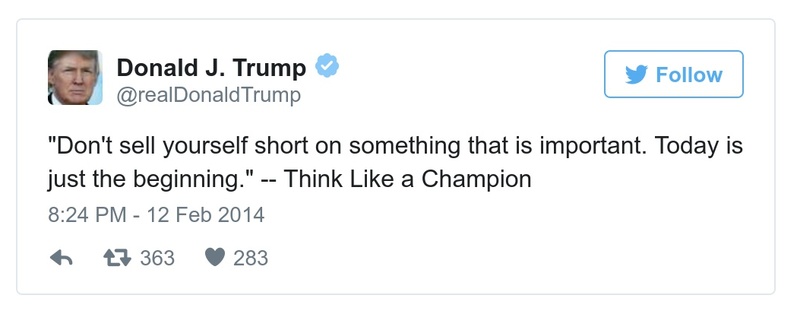 Donald J. Trump
@realDonaldTrump
Follow
"Don't sell yourself short on something that is important. Today is
just the beginning." -- Think Like a Champion
8:24 PM - 12 Feb 2014
363 283